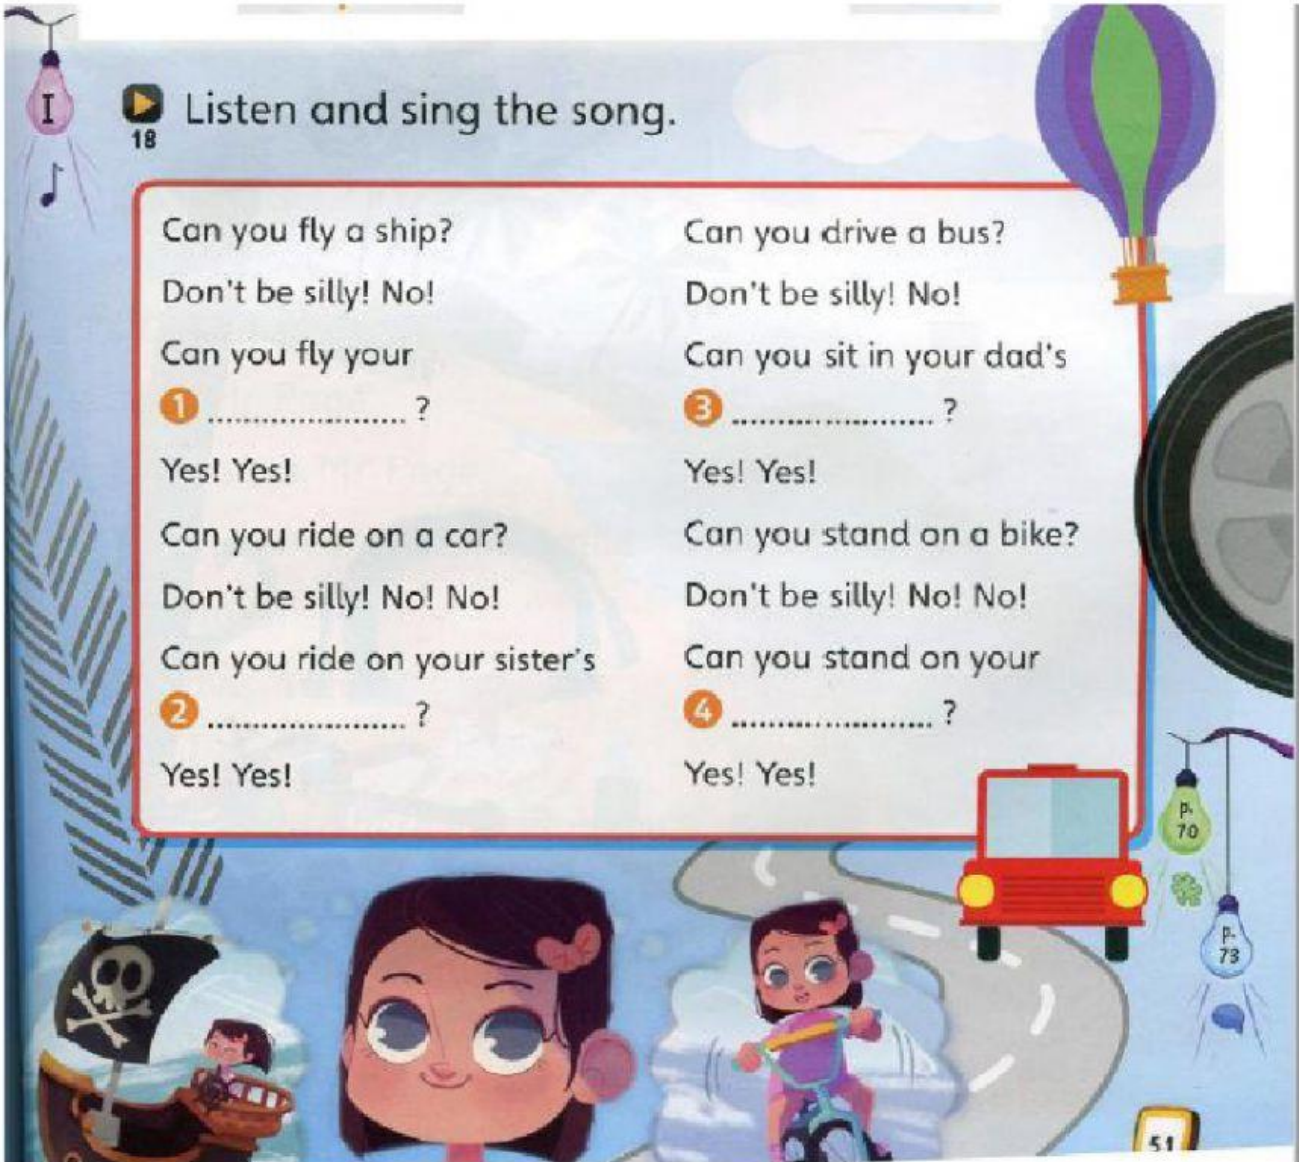 I
Listen and sing the song.
18
Can you fly a ship?
Don't be silly! No!
Can you fly your
1 ..................... ?
Yes! Yes!
Can you ride on a car?
Don't be silly! No! No!
Can you ride on your sister's
2 ..................... ?
Yes! Yes!
Can you drive a bus?
Don't be silly! No!
Can you sit in your dad's
3 ..................... ?
Yes! Yes!
Can you stand on a bike?
Don't be silly! No! No!
Can you stand on your
4 ..................... ?
Yes! Yes!
p.
70
p.
73
51